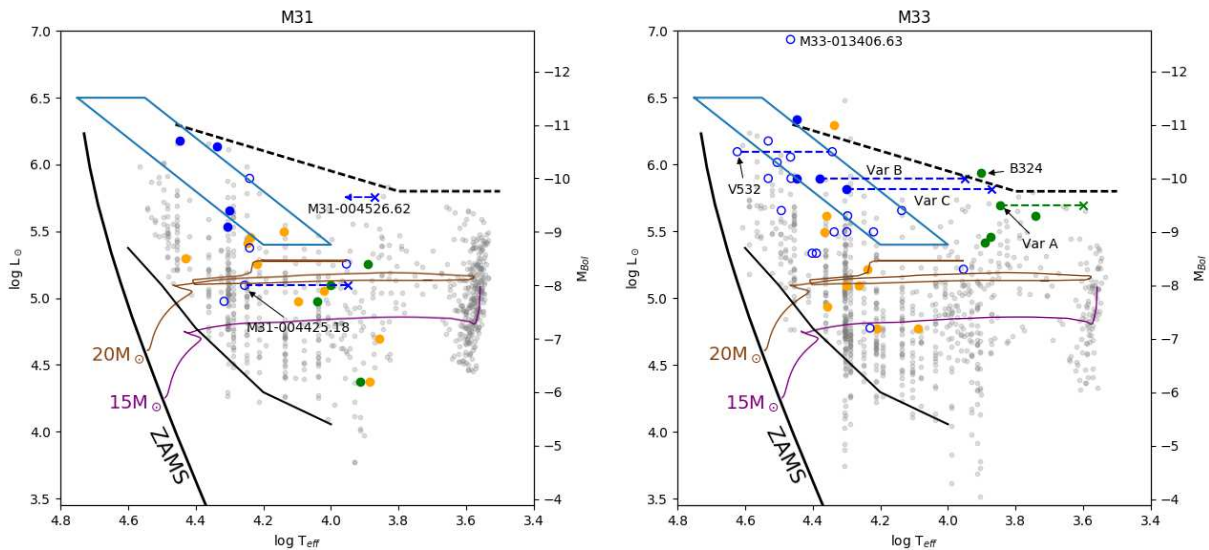 M31
7.0
6.5
6.0
5.5
5.0
4.5
4.0
3.5
log L⊙
−12
−11
−10
−9
−8
−7
−6
−5
−4
M_Bol
M31-004526.62
M31-004425.18
20M⊙
15M⊙
ZAMS
4.8 4.6 4.4 4.2 4.0 3.8 3.6 3.4
log T_eff
M33
7.0
6.5
6.0
5.5
5.0
4.5
4.0
3.5
log L⊙
−12
−11
−10
−9
−8
−7
−6
−5
−4
M_Bol
M33-013406.63
B324
Var B
V532
Var C
Var A
20M⊙
15M⊙
ZAMS
4.8 4.6 4.4 4.2 4.0 3.8 3.6 3.4
log T_eff